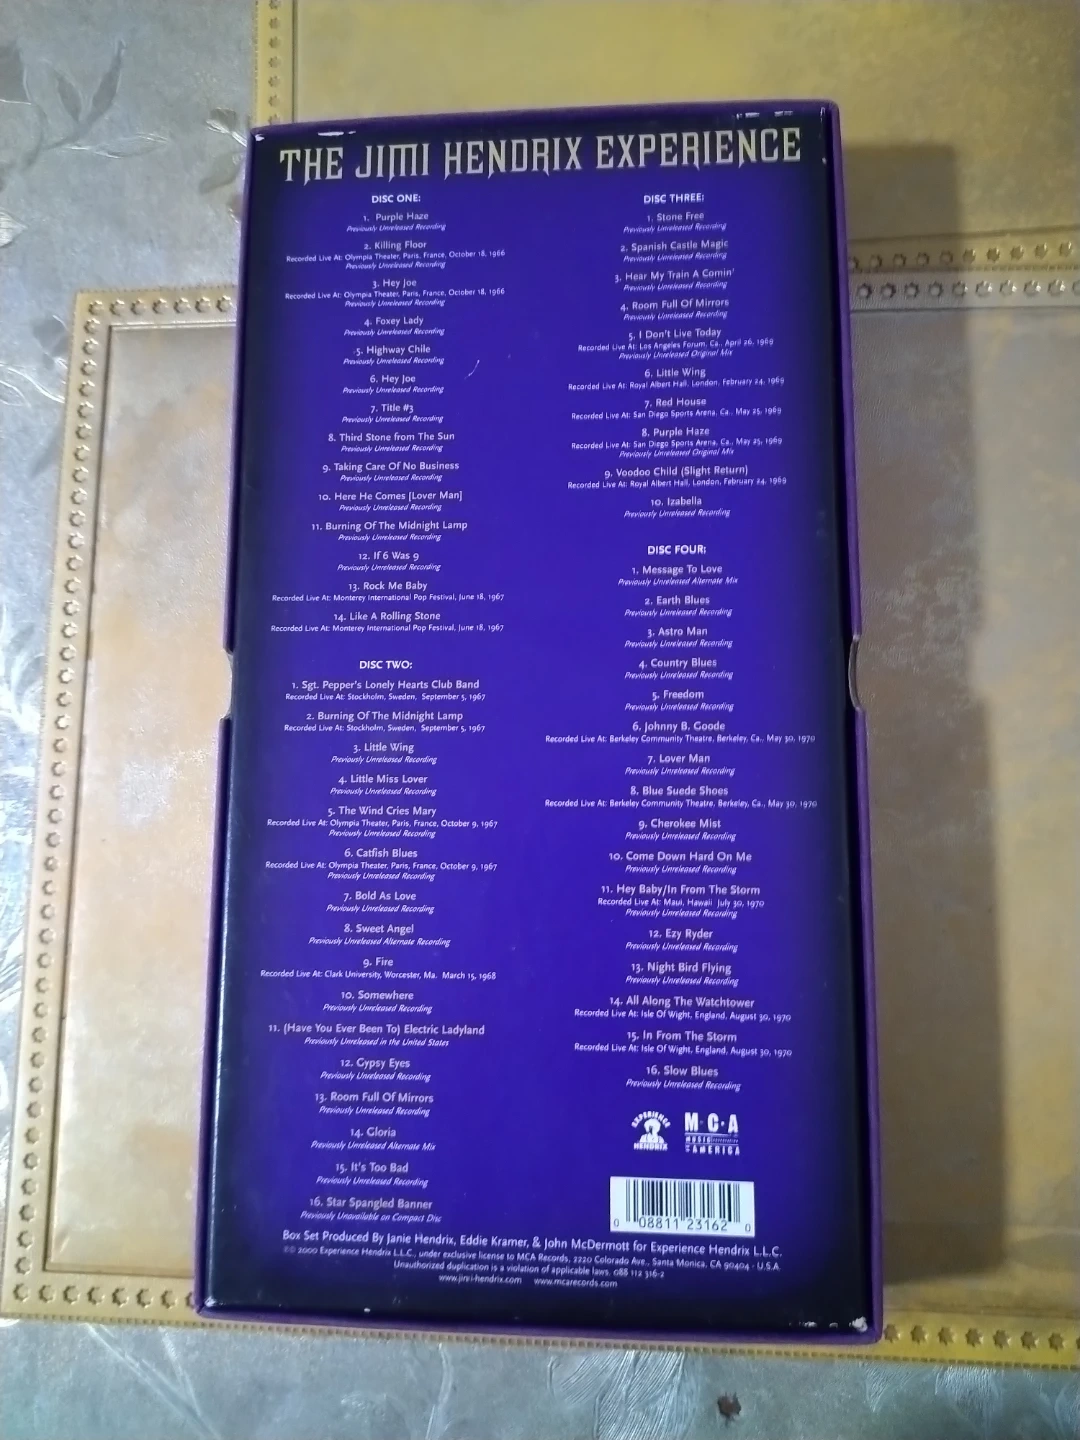 THE JIMI HENDRIX EXPERIENCE
DISC ONE:
1. Purple Haze
Previously Unreleased Recording
2. Killing Floor
Recorded Live At: Olympia Theater, Paris, France, October 18, 1966
Previously Unreleased Recording
3. Hey Joe
Recorded Live At: Olympia Theater, Paris, France, October 18, 1966
Previously Unreleased Recording
4. Foxey Lady
Previously Unreleased Recording
5. Highway Chile
Previously Unreleased Recording
6. Hey Joe
Previously Unreleased Recording
7. Title #3
Previously Unreleased Recording
8. Third Stone from The Sun
Previously Unreleased Recording
9. Taking Care Of No Business
Previously Unreleased Recording
10. Here He Comes [Lover Man]
Previously Unreleased Recording
11. Burning Of The Midnight Lamp
Previously Unreleased Recording
12. If 6 Was 9
Previously Unreleased Recording
13. Rock Me Baby
Recorded Live At: Monterey International Pop Festival, June 18, 1967
14. Like A Rolling Stone
Recorded Live At: Monterey International Pop Festival, June 18, 1967
DISC TWO:
1. Sgt. Pepper's Lonely Hearts Club Band
Recorded Live At: Stockholm, Sweden, September 5, 1967
2. Burning Of The Midnight Lamp
Recorded Live At: Stockholm, Sweden, September 5, 1967
3. Little Wing
Previously Unreleased Recording
4. Little Miss Lover
Previously Unreleased Recording
5. The Wind Cries Mary
Recorded Live At: Olympia Theater, Paris, France, October 9, 1967
Previously Unreleased Recording
6. Catfish Blues
Recorded Live At: Olympia Theater, Paris, France, October 9, 1967
Previously Unreleased Recording
7. Bold As Love
Previously Unreleased Recording
8. Sweet Angel
Previously Unreleased Alternate Recording
9. Fire
Recorded Live At: Clark University, Worcester, Ma. March 15, 1968
10. Somewhere
Previously Unreleased Recording
11. (Have You Ever Been To) Electric Ladyland
Previously Unreleased in the United States
12. Gypsy Eyes
Previously Unreleased Recording
13. Room Full Of Mirrors
Previously Unreleased Recording
14. Gloria
Previously Unreleased Alternate Mix
15. It's Too Bad
Previously Unreleased Recording
16. Star Spangled Banner
Previously Unavailable on Compact Disc
DISC THREE:
1. Stone Free
Previously Unreleased Recording
2. Spanish Castle Magic
Previously Unreleased Recording
3. Hear My Train A Comin'
Previously Unreleased Recording
4. Room Full Of Mirrors
Previously Unreleased Recording
5. I Don't Live Today
Recorded Live At: Los Angeles Forum, Ca., April 26, 1969
Previously Unreleased Original Mix
6. Little Wing
Recorded Live At: Royal Albert Hall, London, February 24, 1969
7. Red House
Recorded Live At: San Diego Sports Arena, Ca., May 25, 1969
8. Purple Haze
Recorded Live At: San Diego Sports Arena, Ca., May 25, 1969
Previously Unreleased Original Mix
9. Voodoo Child (Slight Return)
Recorded Live At: Royal Albert Hall, London, February 24, 1969
10. Izabella
Previously Unreleased Recording
DISC FOUR:
1. Message To Love
Previously Unreleased Alternate Mix
2. Earth Blues
Previously Unreleased Recording
3. Astro Man
Previously Unreleased Recording
4. Country Blues
Previously Unreleased Recording
5. Freedom
Previously Unreleased Recording
6. Johnny B. Goode
Recorded Live At: Berkeley Community Theatre, Berkeley, Ca., May 30, 1970
7. Lover Man
Previously Unreleased Recording
8. Blue Suede Shoes
Recorded Live At: Berkeley Community Theatre, Berkeley, Ca., May 30, 1970
9. Cherokee Mist
Previously Unreleased Recording
10. Come Down Hard On Me
Previously Unreleased Recording
11. Hey Baby/In From The Storm
Recorded Live At: Maui, Hawaii July 30, 1970
Previously Unreleased Recording
12. Ezy Ryder
Previously Unreleased Recording
13. Night Bird Flying
Previously Unreleased Recording
14. All Along The Watchtower
Recorded Live At: Isle Of Wight, England, August 30, 1970
15. In From The Storm
Recorded Live At: Isle Of Wight, England, August 30, 1970
16. Slow Blues
Previously Unreleased Recording
EXPERIENCE
HENDRIX
M·C·A
MUSIC
AMERICA
0 08811 23162 0
Box Set Produced By Janie Hendrix, Eddie Kramer, & John McDermott for Experience Hendrix L.L.C.
℗© 2000 Experience Hendrix L.L.C., under exclusive license to MCA Records, 2220 Colorado Ave., Santa Monica, CA 90404 - U.S.A.
Unauthorized duplication is a violation of applicable laws. 088 112 316-2
www.jimi-hendrix.com www.mcarecords.com